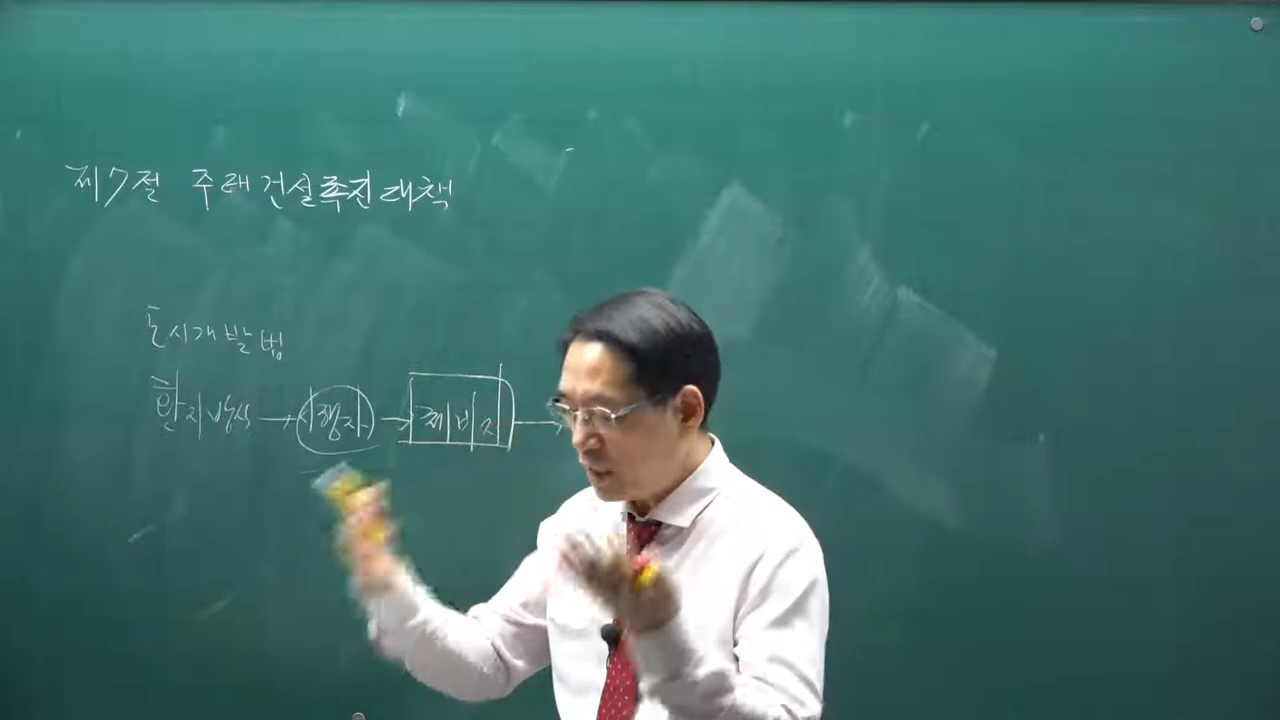 제7절 주택건설촉진대책
도시개발법
환지방식 → 시행자 → 체비지 →